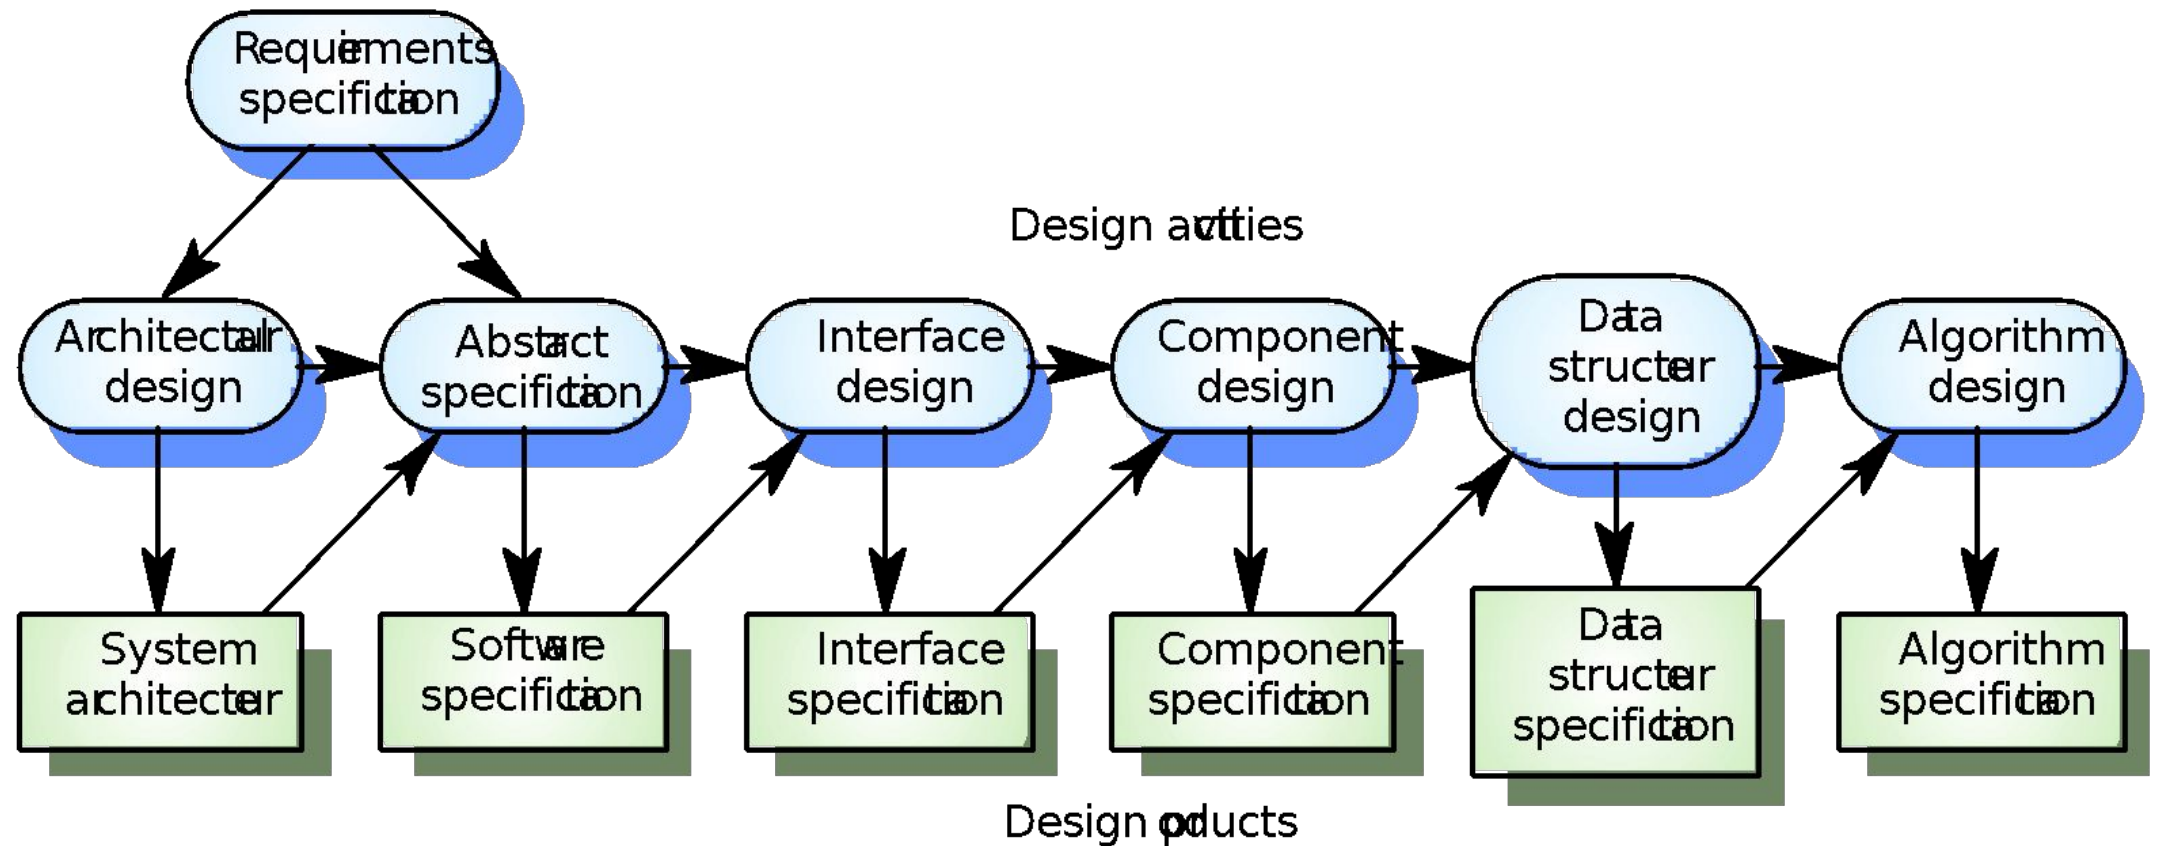 Requirements
specification
Design activities
Architectural
design
Abstract
specification
Interface
design
Component
design
Data
structure
design
Algorithm
design
System
architecture
Software
specification
Interface
specification
Component
specification
Data
structure
specification
Algorithm
specification
Design products